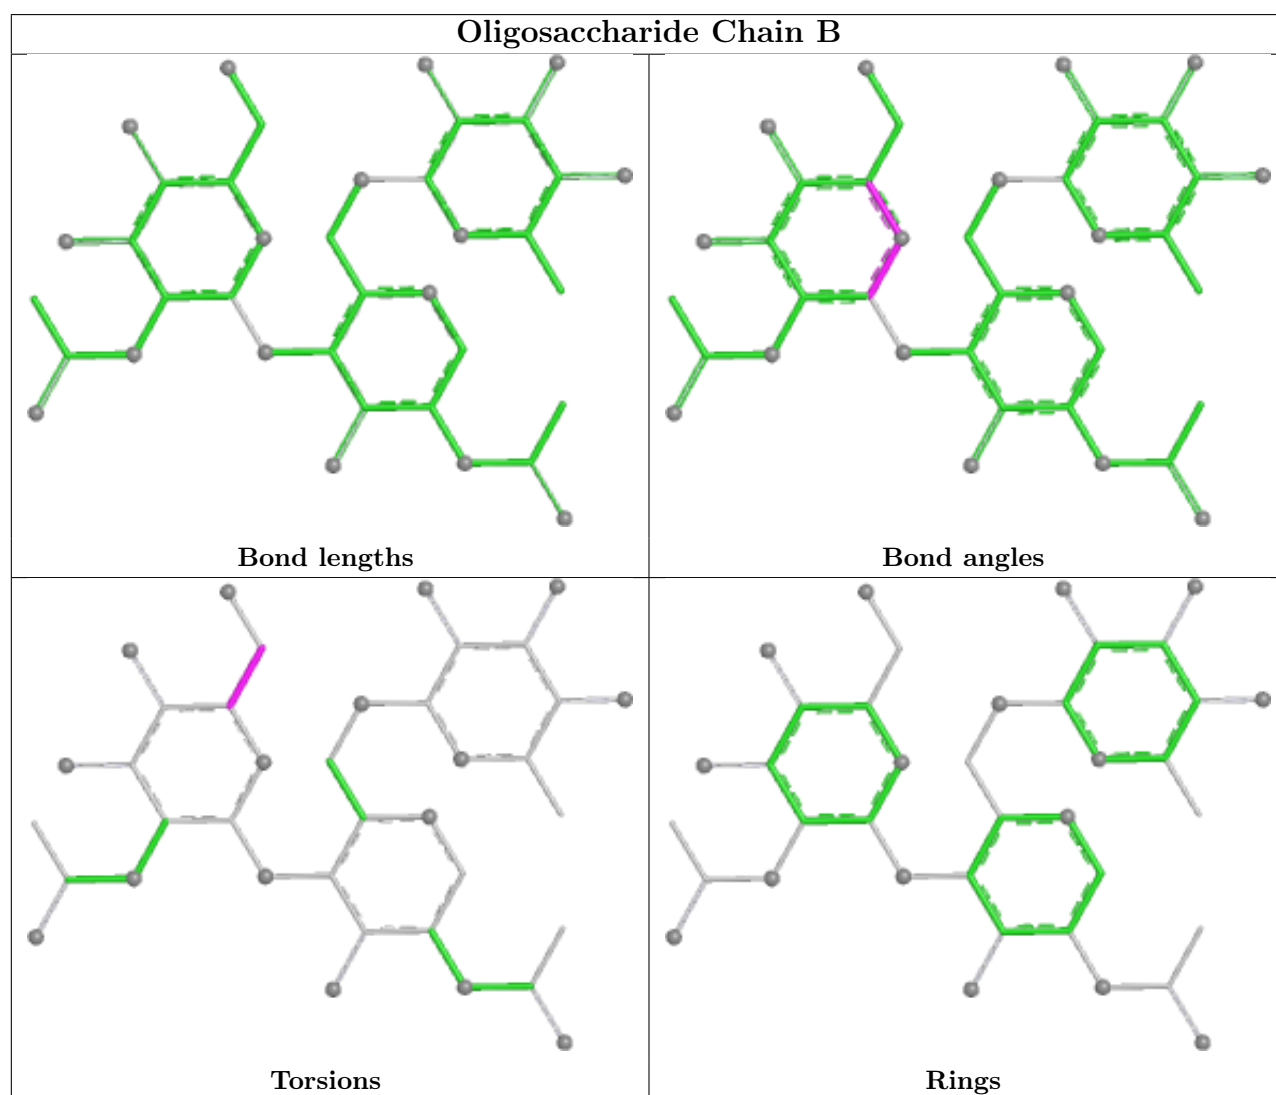 Oligosaccharide Chain B
Bond lengths
Bond angles
Torsions
Rings